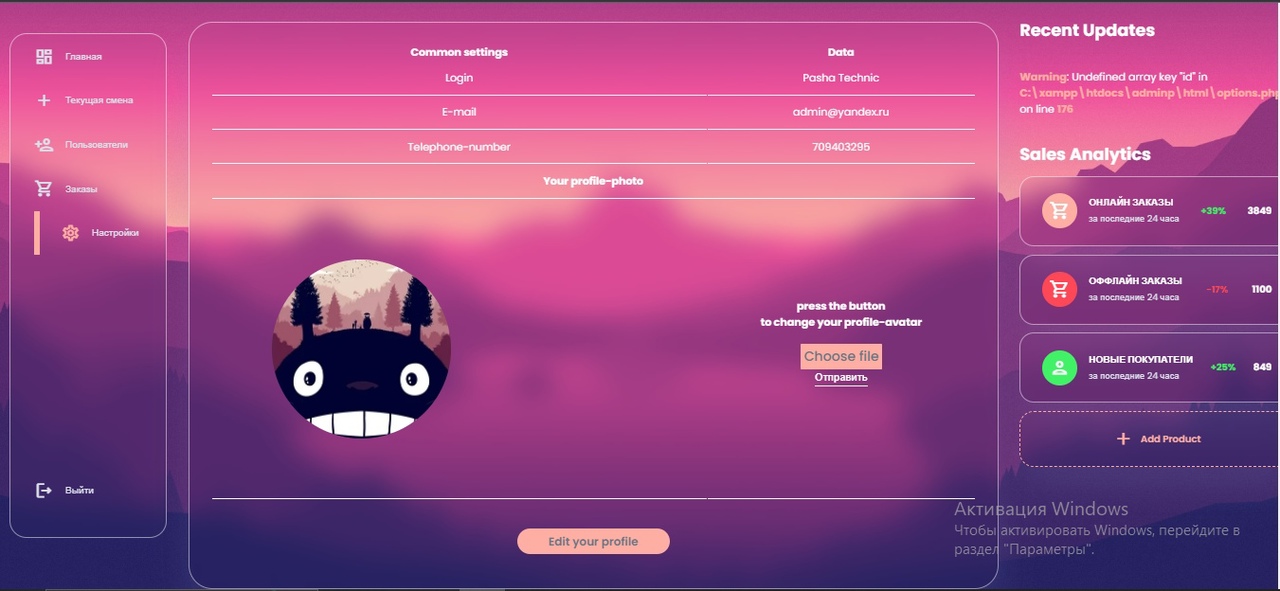 Главная
Текущая смена
Пользователи
Заказы
Настройки
Выйти
Common settings Data
Login Pasha Technic
E-mail admin@yandex.ru
Telephone-number 709403295
Your profile-photo
press the button
to change your profile-avatar
Choose file
Отправить
Edit your profile
Recent Updates
Warning: Undefined array key "id" in
C:\xampp\htdocs\adminp\html\options.php
on line 176
Sales Analytics
ОНЛАЙН ЗАКАЗЫ
за последние 24 часа
+39% 3849
ОФФЛАЙН ЗАКАЗЫ
за последние 24 часа
-17% 1100
НОВЫЕ ПОКУПАТЕЛИ
за последние 24 часа
+25% 849
Add Product
Активация Windows
Чтобы активировать Windows, перейдите в
раздел "Параметры".